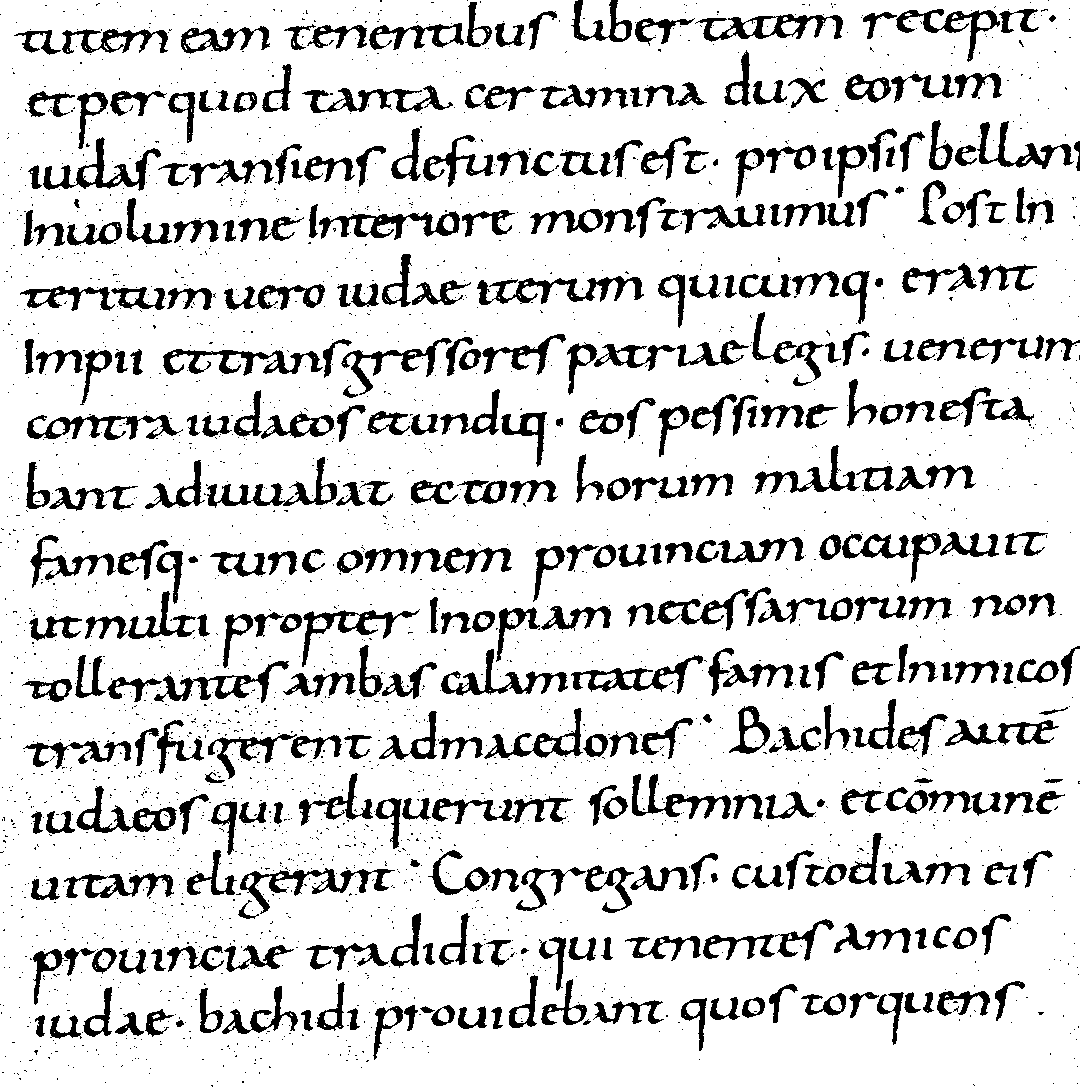 tutem eam tenentibus libertatem recepit·
et per quod tanta certamina dux eorum
iudas transiens defunctus est· pro ipsis bellans
In uolumine Interiore monstrauimus· Post In
teritum uero iudae iterum quicumq· erant
Impii et transgressores patriae legis· uenerum
contra iudaeos et undiq· eos pessime honesta
bant adiuuabat ectom horum malitiam
famesq· tunc omnem prouinciam occupauit
ut multi propter Inopiam necessariorum non
tollerantes ambas calamitates famis et Inimicos
transfugerent ad macedones· Bachides autē
iudaeos qui reliquerunt sollemnia· et cōmunē
uitam eligerant· Congregans· custodiam eis
prouinciae tradidit· qui tenentes amicos
iudae· bachidi prouidebant quos torquens